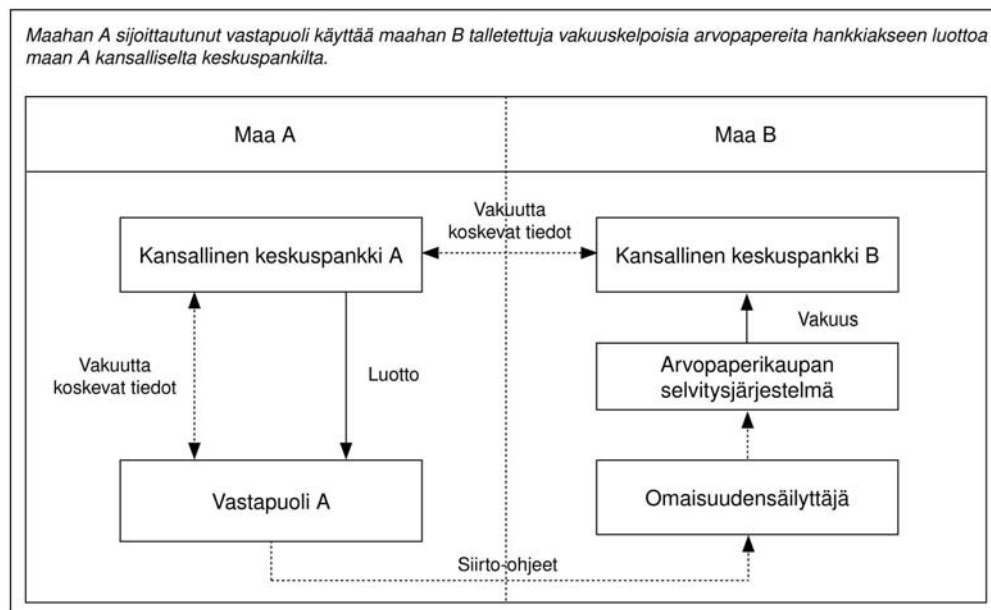 Maahan A sijoittautunut vastapuoli käyttää maahan B talletettuja vakuuskelpoisia arvopapereita hankkiakseen luottoa
maan A kansalliselta keskuspankilta.
Maa A
Maa B
Vakuutta
koskevat tiedot
Kansallinen keskuspankki A
Kansallinen keskuspankki B
Vakuus
Vakuutta
koskevat tiedot
Luotto
Arvopaperikaupan
selvitysjärjestelmä
Vastapuoli A
Omaisuudensäilyttäjä
Siirto-ohjeet